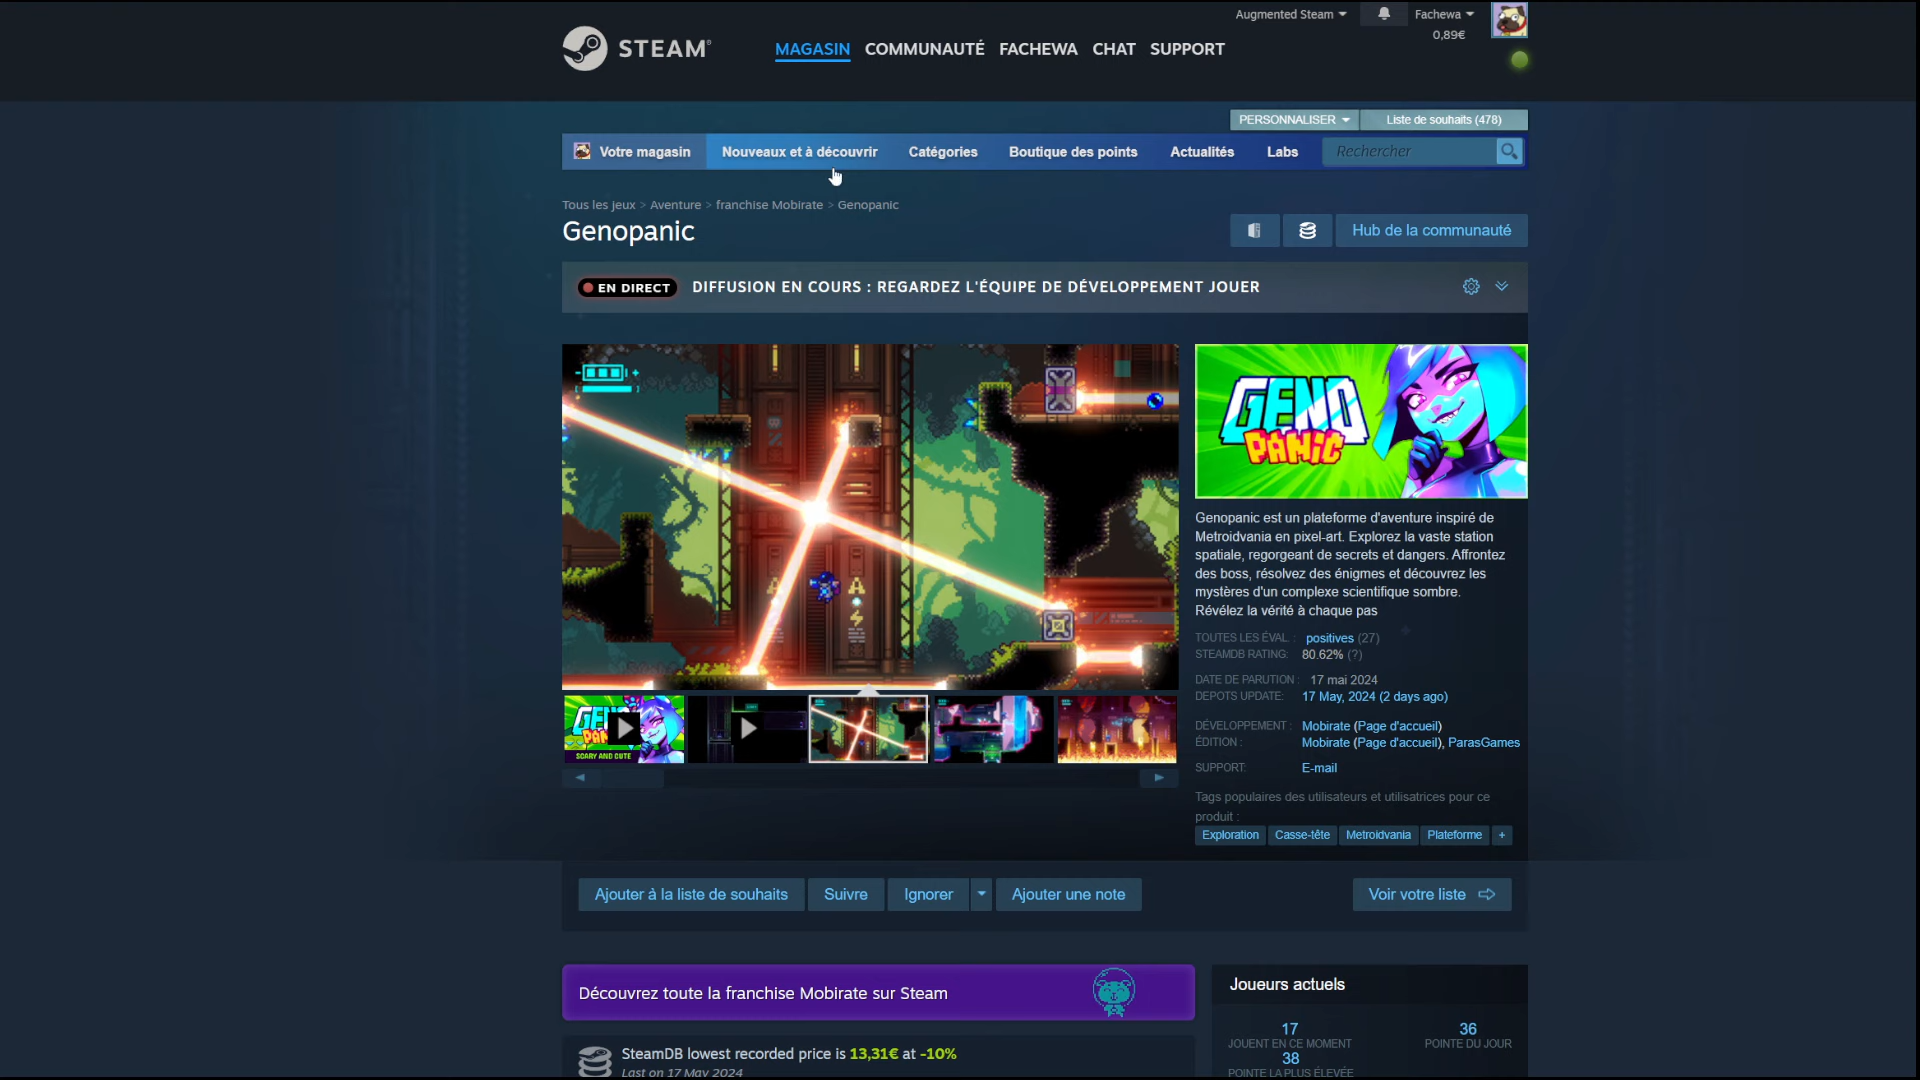 Augmented Steam
Fachewa
0,89€
STEAM
MAGASIN COMMUNAUTÉ FACHEWA CHAT SUPPORT
PERSONNALISER Liste de souhaits (478)
Votre magasin Nouveaux et à découvrir Catégories Boutique des points Actualités Labs Rechercher
Tous les jeux > Aventure > franchise Mobirate > Genopanic
Genopanic
Hub de la communauté
EN DIRECT DIFFUSION EN COURS : REGARDEZ L'ÉQUIPE DE DÉVELOPPEMENT JOUER
GENO
PANIC
Genopanic est un plateforme d'aventure inspiré de
Metroidvania en pixel-art. Explorez la vaste station
spatiale, regorgeant de secrets et dangers. Affrontez
des boss, résolvez des énigmes et découvrez les
mystères d'un complexe scientifique sombre.
Révélez la vérité à chaque pas
TOUTES LES ÉVAL. : positives (27)
STEAMDB RATING: 80.62% (?)
DATE DE PARUTION : 17 mai 2024
DEPOTS UPDATE: 17 May, 2024 (2 days ago)
DÉVELOPPEMENT : Mobirate (Page d'accueil)
ÉDITION : Mobirate (Page d'accueil), ParasGames
SUPPORT: E-mail
SCARY AND CUTE
Tags populaires des utilisateurs et utilisatrices pour ce
produit :
Exploration Casse-tête Metroidvania Plateforme +
Ajouter à la liste de souhaits Suivre Ignorer Ajouter une note Voir votre liste
Découvrez toute la franchise Mobirate sur Steam
Joueurs actuels
17 36
JOUENT EN CE MOMENT POINTE DU JOUR
38
POINTE LA PLUS ÉLEVÉE
SteamDB lowest recorded price is 13,31€ at -10%
Last on 17 May 2024